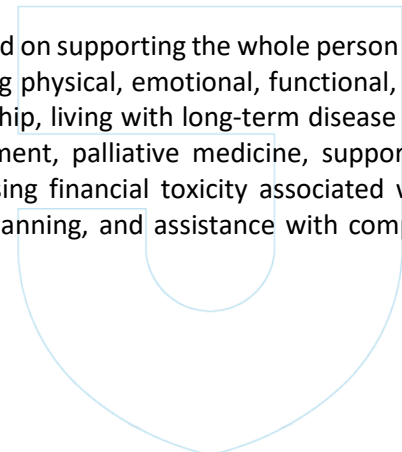 d on supporting the whole person
g physical, emotional, functional,
hip, living with long-term disease
ment, palliative medicine, suppor
sing financial toxicity associated w
anning, and assistance with comp